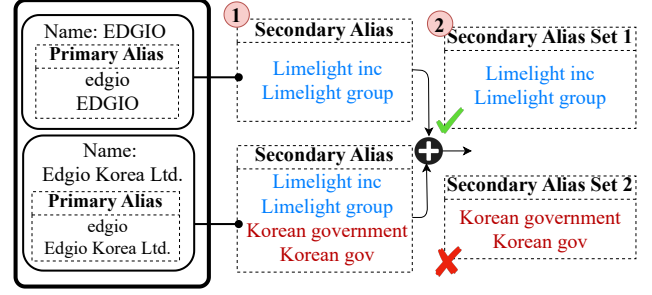 Name: EDGIO
Primary Alias
edgio
EDGIO
Name:
Edgio Korea Ltd.
Primary Alias
edgio
Edgio Korea Ltd.
1
Secondary Alias
Limelight inc
Limelight group
Secondary Alias
Limelight inc
Limelight group
Korean government
Korean gov
2
Secondary Alias Set 1
Limelight inc
Limelight group
Secondary Alias Set 2
Korean government
Korean gov